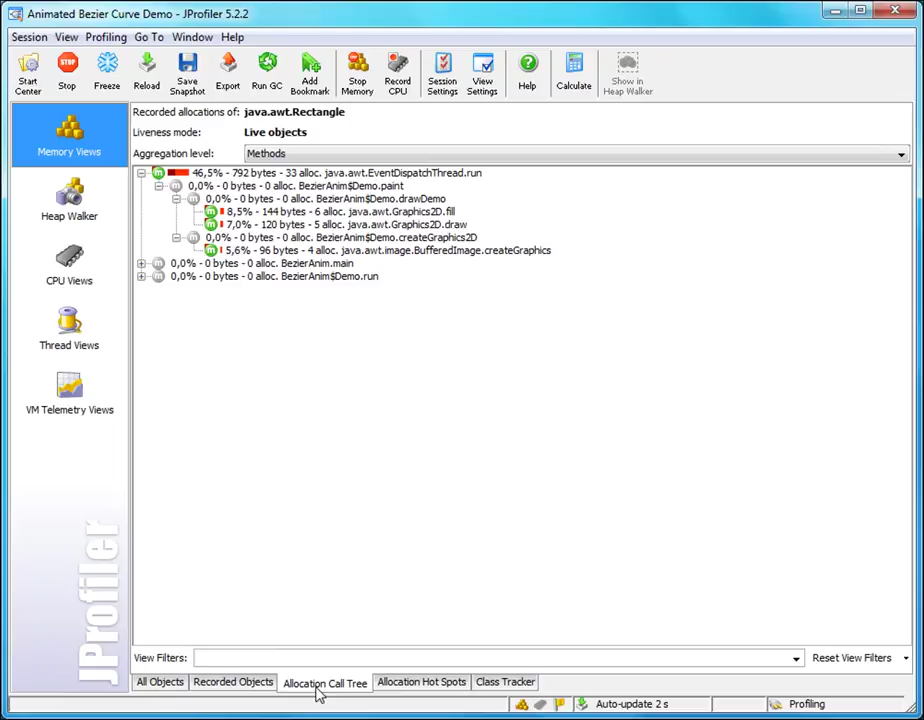 Animated Bezier Curve Demo - JProfiler 5.2.2
Session View Profiling Go To Window Help
Start Center
Stop
Freeze
Reload
Save Snapshot
Export
Run GC
Add Bookmark
Stop Memory
Record CPU
Session Settings
View Settings
Help
Calculate
Show in Heap Walker
Memory Views
Heap Walker
CPU Views
Thread Views
VM Telemetry Views
JProfiler
Recorded allocations of: java.awt.Rectangle
Liveness mode: Live objects
Aggregation level: Methods
m 46,5% - 792 bytes - 33 alloc. java.awt.EventDispatchThread.run
m 0,0% - 0 bytes - 0 alloc. BezierAnim$Demo.paint
m 0,0% - 0 bytes - 0 alloc. BezierAnim$Demo.drawDemo
m 8,5% - 144 bytes - 6 alloc. java.awt.Graphics2D.fill
m 7,0% - 120 bytes - 5 alloc. java.awt.Graphics2D.draw
m 0,0% - 0 bytes - 0 alloc. BezierAnim$Demo.createGraphics2D
m 5,6% - 96 bytes - 4 alloc. java.awt.image.BufferedImage.createGraphics
m 0,0% - 0 bytes - 0 alloc. BezierAnim.main
m 0,0% - 0 bytes - 0 alloc. BezierAnim$Demo.run
View Filters: Reset View Filters
All Objects Recorded Objects Allocation Call Tree Allocation Hot Spots Class Tracker
Auto-update 2 s Profiling